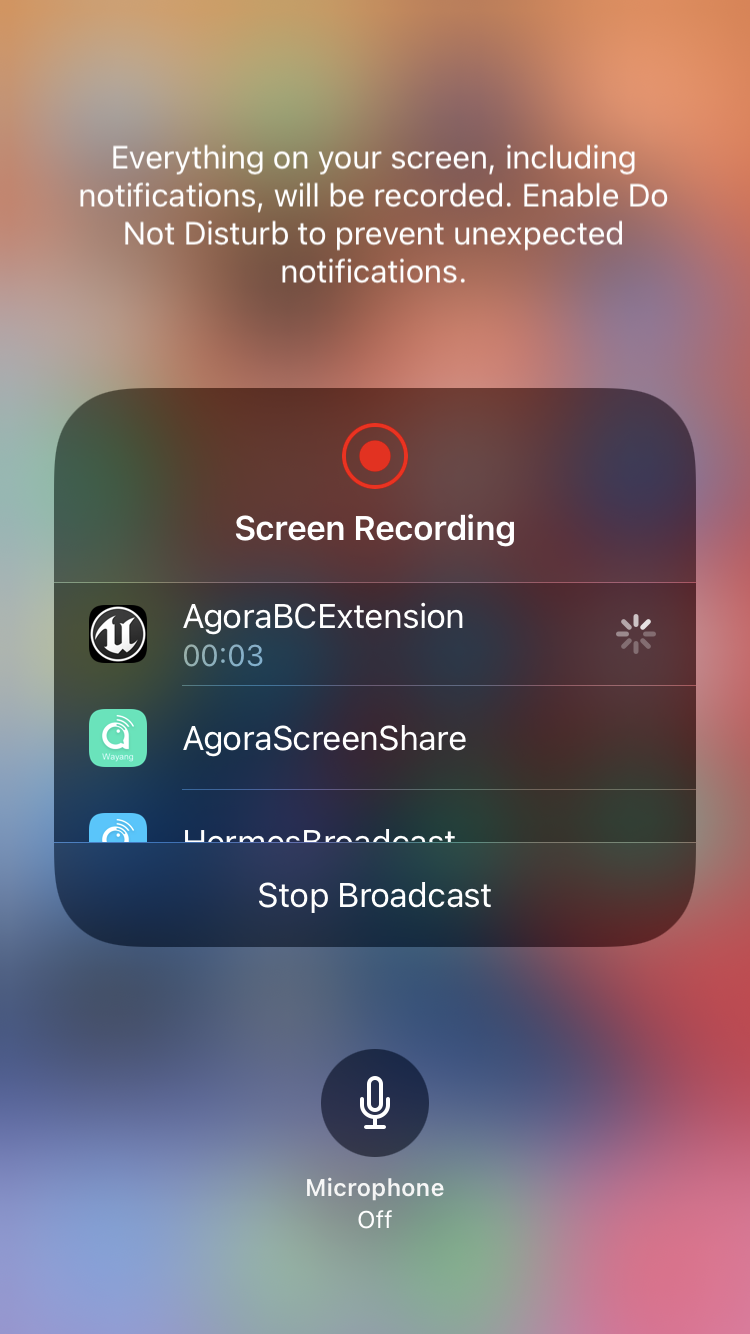 Everything on your screen, including
notifications, will be recorded. Enable Do
Not Disturb to prevent unexpected
notifications.
Screen Recording
AgoraBCExtension
00:03
Wayang
AgoraScreenShare
HermesBroadcast
Stop Broadcast
Microphone
Off